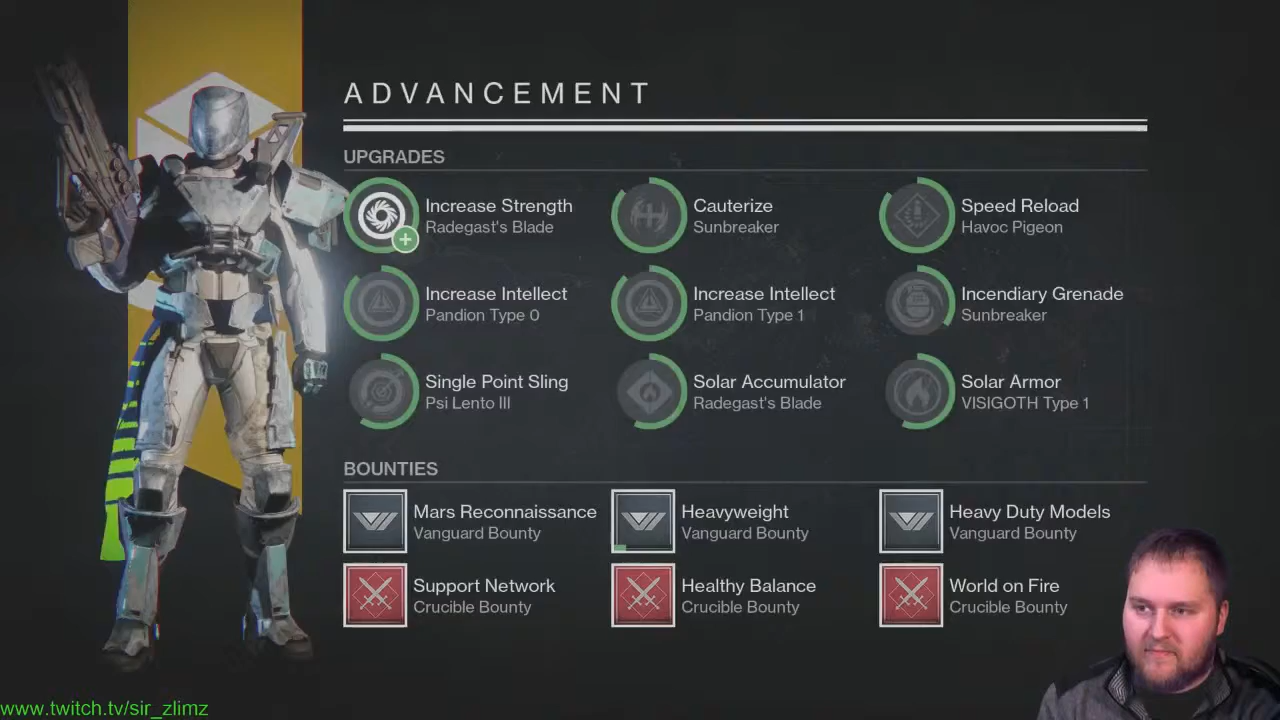 ADVANCEMENT
UPGRADES
Increase Strength
Radegast's Blade
Cauterize
Sunbreaker
Speed Reload
Havoc Pigeon
Increase Intellect
Pandion Type 0
Increase Intellect
Pandion Type 1
Incendiary Grenade
Sunbreaker
Single Point Sling
Psi Lento III
Solar Accumulator
Radegast's Blade
Solar Armor
VISIGOTH Type 1
BOUNTIES
Mars Reconnaissance
Vanguard Bounty
Heavyweight
Vanguard Bounty
Heavy Duty Models
Vanguard Bounty
Support Network
Crucible Bounty
Healthy Balance
Crucible Bounty
World on Fire
Crucible Bounty
www.twitch.tv/sir_zlimz